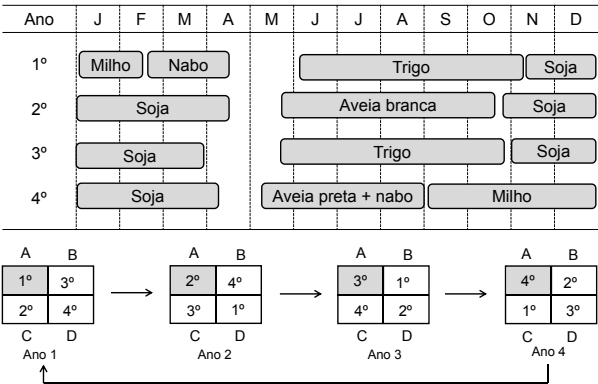 Ano J F M A M J J A S O N D
1º Milho Nabo Trigo Soja
2º Soja Aveia branca Soja
3º Soja Trigo Soja
4º Soja Aveia preta + nabo Milho
A B A B A B A B
1º 3º 2º 4º 3º 1º 4º 2º
2º 4º 3º 1º 4º 2º 1º 3º
C D C D C D C D
Ano 1 Ano 2 Ano 3 Ano 4